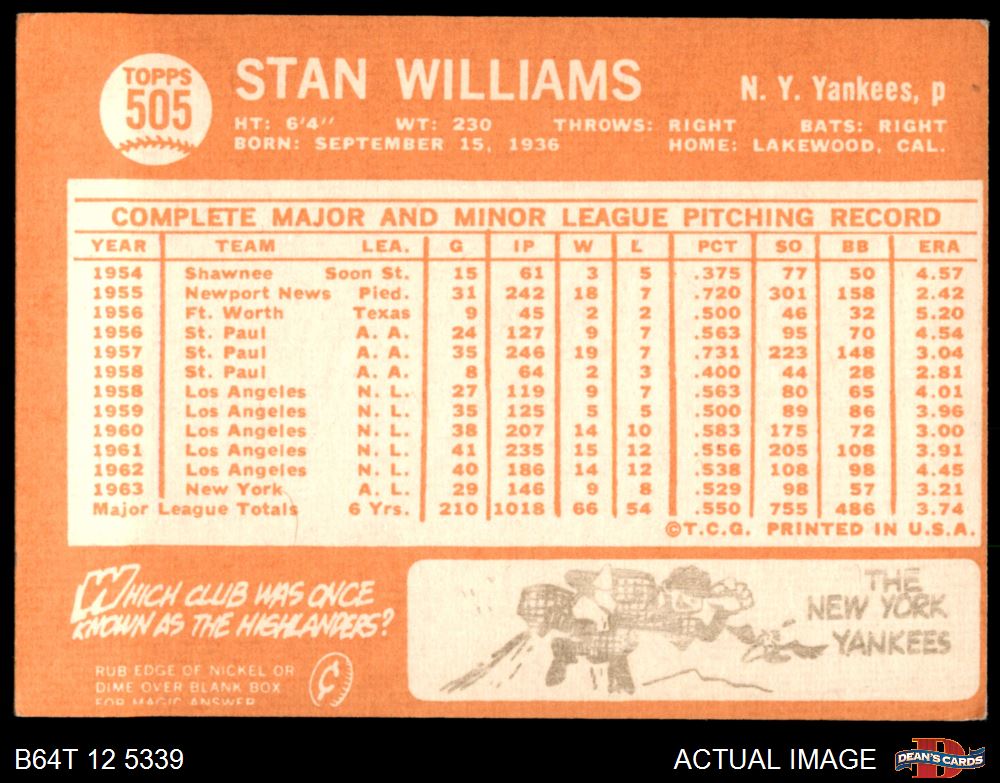 TOPPS
505
STAN WILLIAMS
N. Y. Yankees, p
HT: 6'4" WT: 230 THROWS: RIGHT BATS: RIGHT
BORN: SEPTEMBER 15, 1936 HOME: LAKEWOOD, CAL.
COMPLETE MAJOR AND MINOR LEAGUE PITCHING RECORD
YEAR TEAM LEA. G IP W L PCT SO BB ERA
1954 Shawnee Soon St. 15 61 3 5 .375 77 50 4.57
1955 Newport News Pied. 31 242 18 7 .720 301 158 2.42
1956 Ft. Worth Texas 9 45 2 2 .500 46 32 5.20
1956 St. Paul A. A. 24 127 9 7 .563 95 70 4.54
1957 St. Paul A. A. 35 246 19 7 .731 223 148 3.04
1958 St. Paul A. A. 8 64 2 3 .400 44 28 2.81
1958 Los Angeles N. L. 27 119 9 7 .563 80 65 4.01
1959 Los Angeles N. L. 35 125 5 5 .500 89 86 3.96
1960 Los Angeles N. L. 38 207 14 10 .583 175 72 3.00
1961 Los Angeles N. L. 41 235 15 12 .556 205 108 3.91
1962 Los Angeles N. L. 40 186 14 12 .538 108 98 4.45
1963 New York A. L. 29 146 9 8 .529 98 57 3.21
Major League Totals 6 Yrs. 210 1018 66 54 .550 755 486 3.74
©T.C.G. PRINTED IN U.S.A.
WHICH CLUB WAS ONCE
KNOWN AS THE HIGHLANDERS?
RUB EDGE OF NICKEL OR
DIME OVER BLANK BOX
FOR MAGIC ANSWER
THE
NEW YORK
YANKEES
B64T 12 5339
ACTUAL IMAGE
D
DEAN'S CARDS